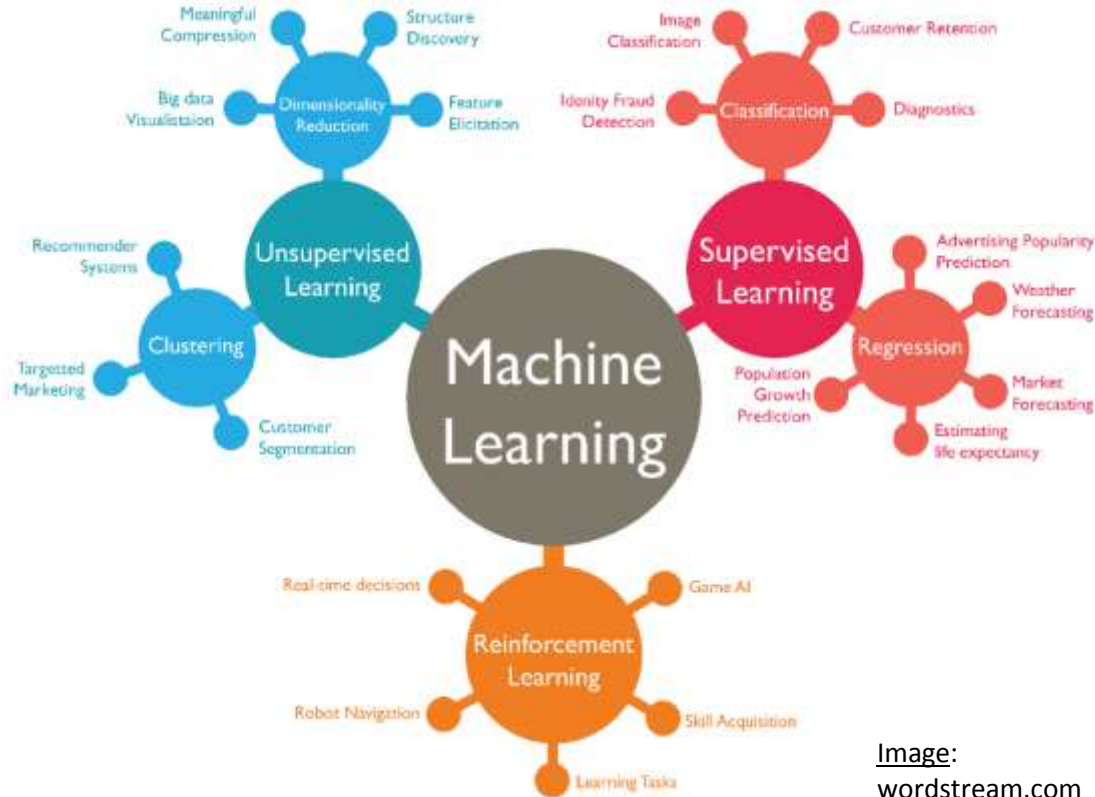 Meaningful
Compression
Structure
Discovery
Big data
Visualistaion
Dimensionality
Reduction
Feature
Elicitation
Image
Classification
Customer Retention
Idenity Fraud
Detection
Classification
Diagnostics
Recommender
Systems
Unsupervised
Learning
Supervised
Learning
Advertising Popularity
Prediction
Weather
Forecasting
Clustering
Machine
Learning
Regression
Targetted
Marketing
Population
Growth
Prediction
Market
Forecasting
Customer
Segmentation
Estimating
life expectancy
Real-time decisions
Game AI
Reinforcement
Learning
Robot Navigation
Skill Acquisition
Learning Tasks
Image:
wordstream.com